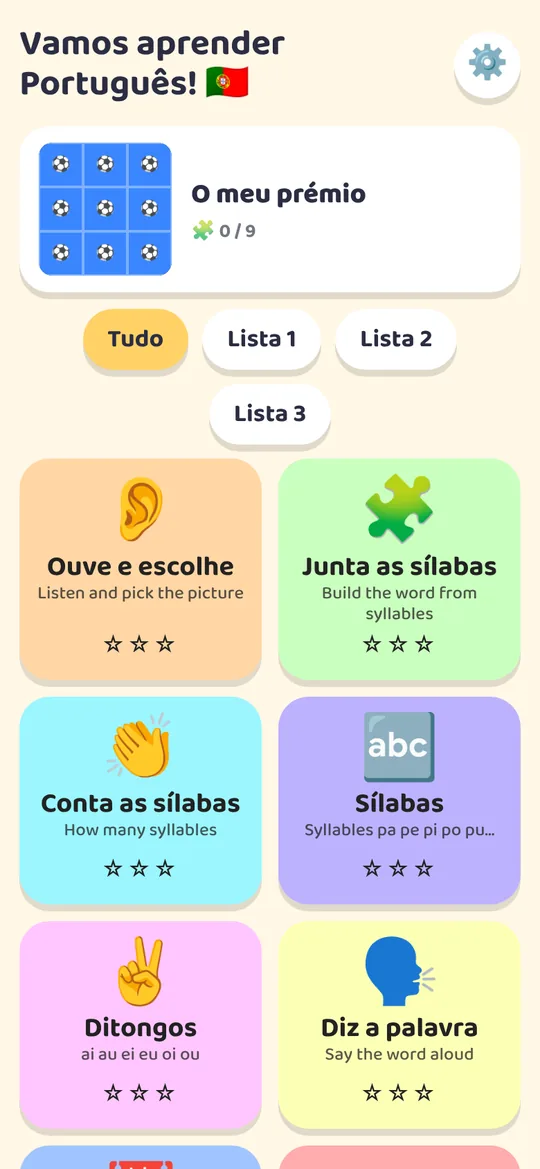 Vamos aprender
Português!
O meu prémio
0 / 9
Tudo
Lista 1
Lista 2
Lista 3
Ouve e escolhe
Listen and pick the picture
Junta as sílabas
Build the word from
syllables
Conta as sílabas
How many syllables
abc
Sílabas
Syllables pa pe pi po pu...
Ditongos
ai au ei eu oi ou
Diz a palavra
Say the word aloud